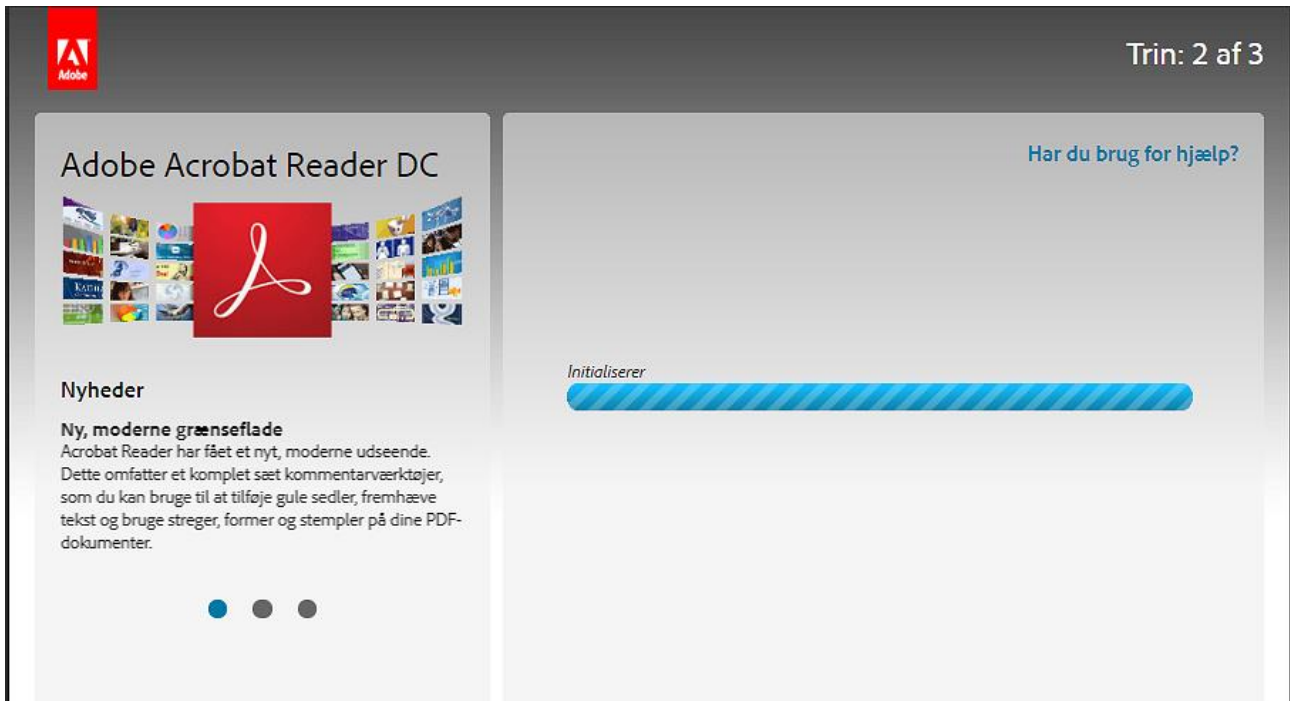 Adobe
Trin: 2 af 3
Adobe Acrobat Reader DC
Nyheder
Ny, moderne grænseflade
Acrobat Reader har fået et nyt, moderne udseende.
Dette omfatter et komplet sæt kommentarværktøjer,
som du kan bruge til at tilføje gule sedler, fremhæve
tekst og bruge streger, former og stempler på dine PDF-
dokumenter.
Har du brug for hjælp?
Initialiserer